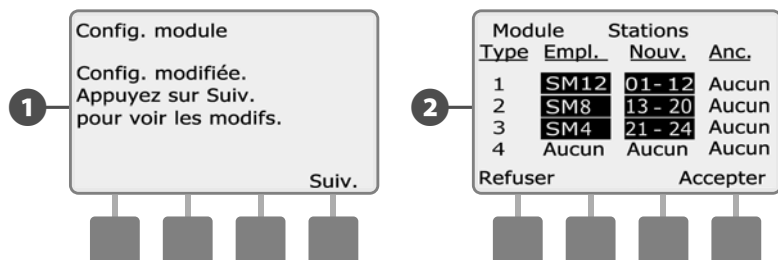 1
Config. module
Config. modifiée.
Appuyez sur Suiv.
pour voir les modifs.
Suiv.
2
Module Stations
Type Empl. Nouv. Anc.
1 SM12 01- 12 Aucun
2 SM8 13 - 20 Aucun
3 SM4 21 - 24 Aucun
4 Aucun Aucun Aucun
Refuser Accepter